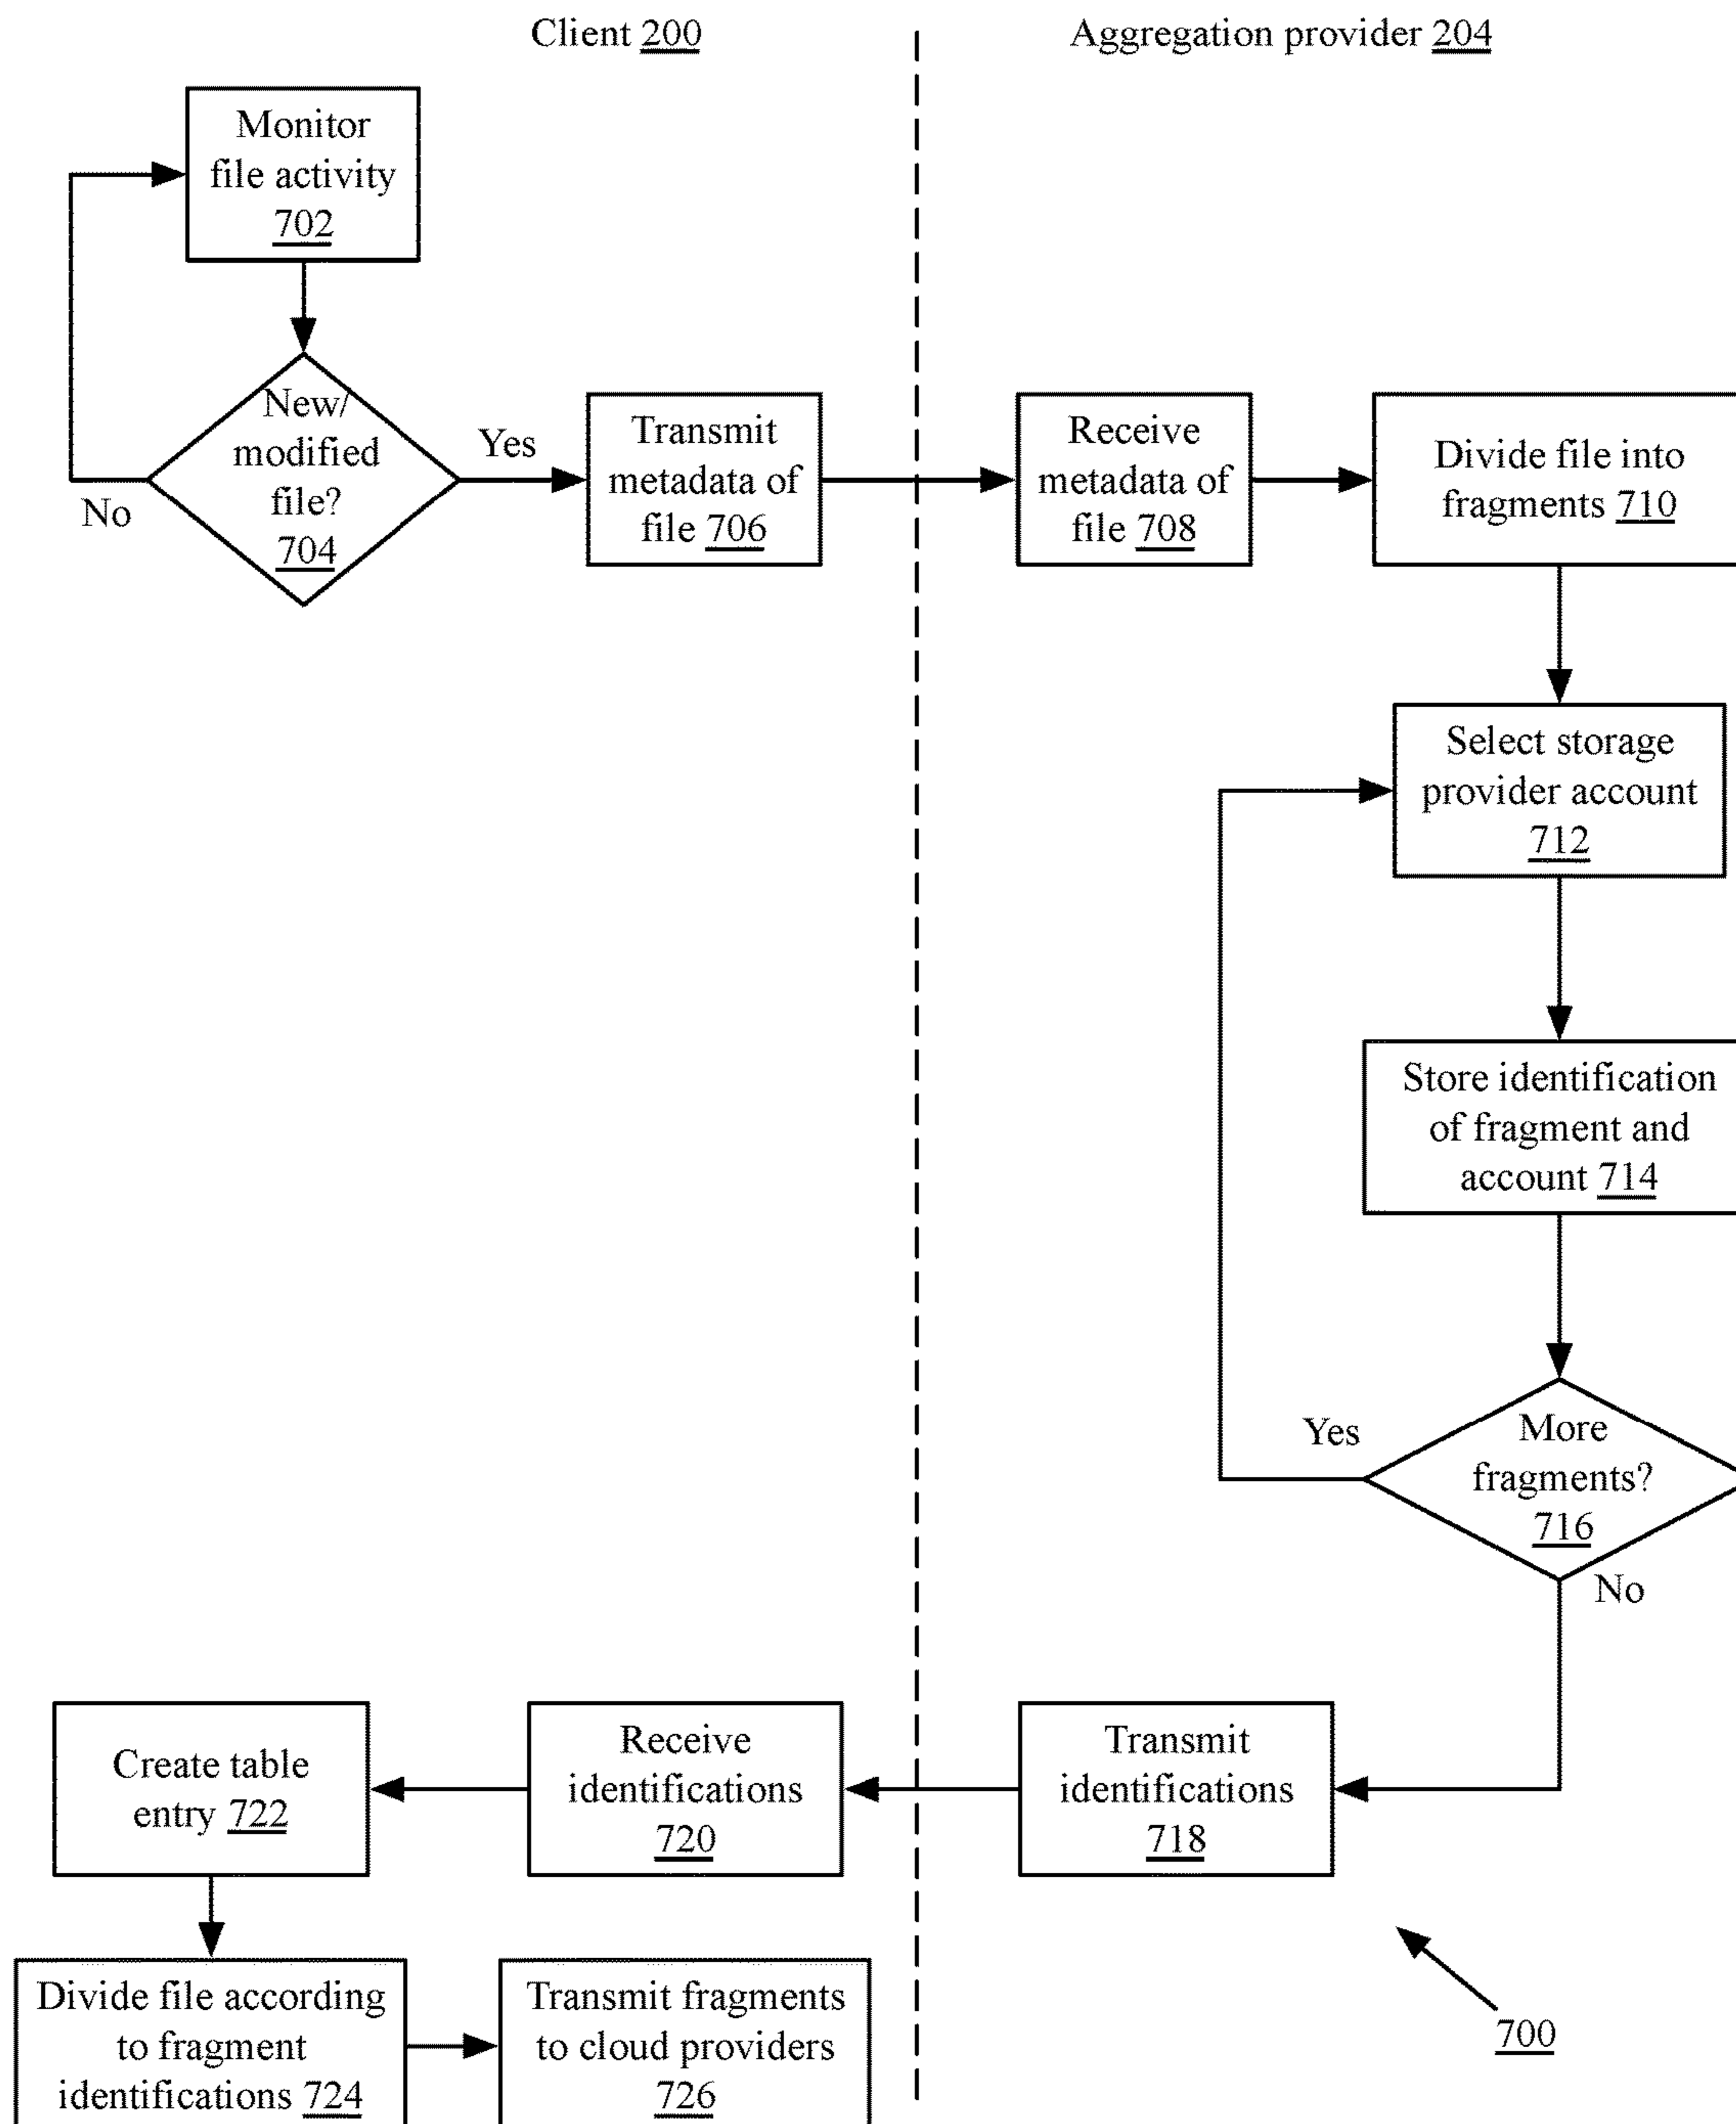 Client 200
Aggregation provider 204
Monitor
file activity
702
New/
modified
file?
704
Yes
No
Transmit
metadata of
file 706
Receive
metadata of
file 708
Divide file into
fragments 710
Select storage
provider account
712
Store identification
of fragment and
account 714
More
fragments?
716
Yes
No
Transmit
identifications
718
Receive
identifications
720
Create table
entry 722
Divide file according
to fragment
identifications 724
Transmit fragments
to cloud providers
726
700